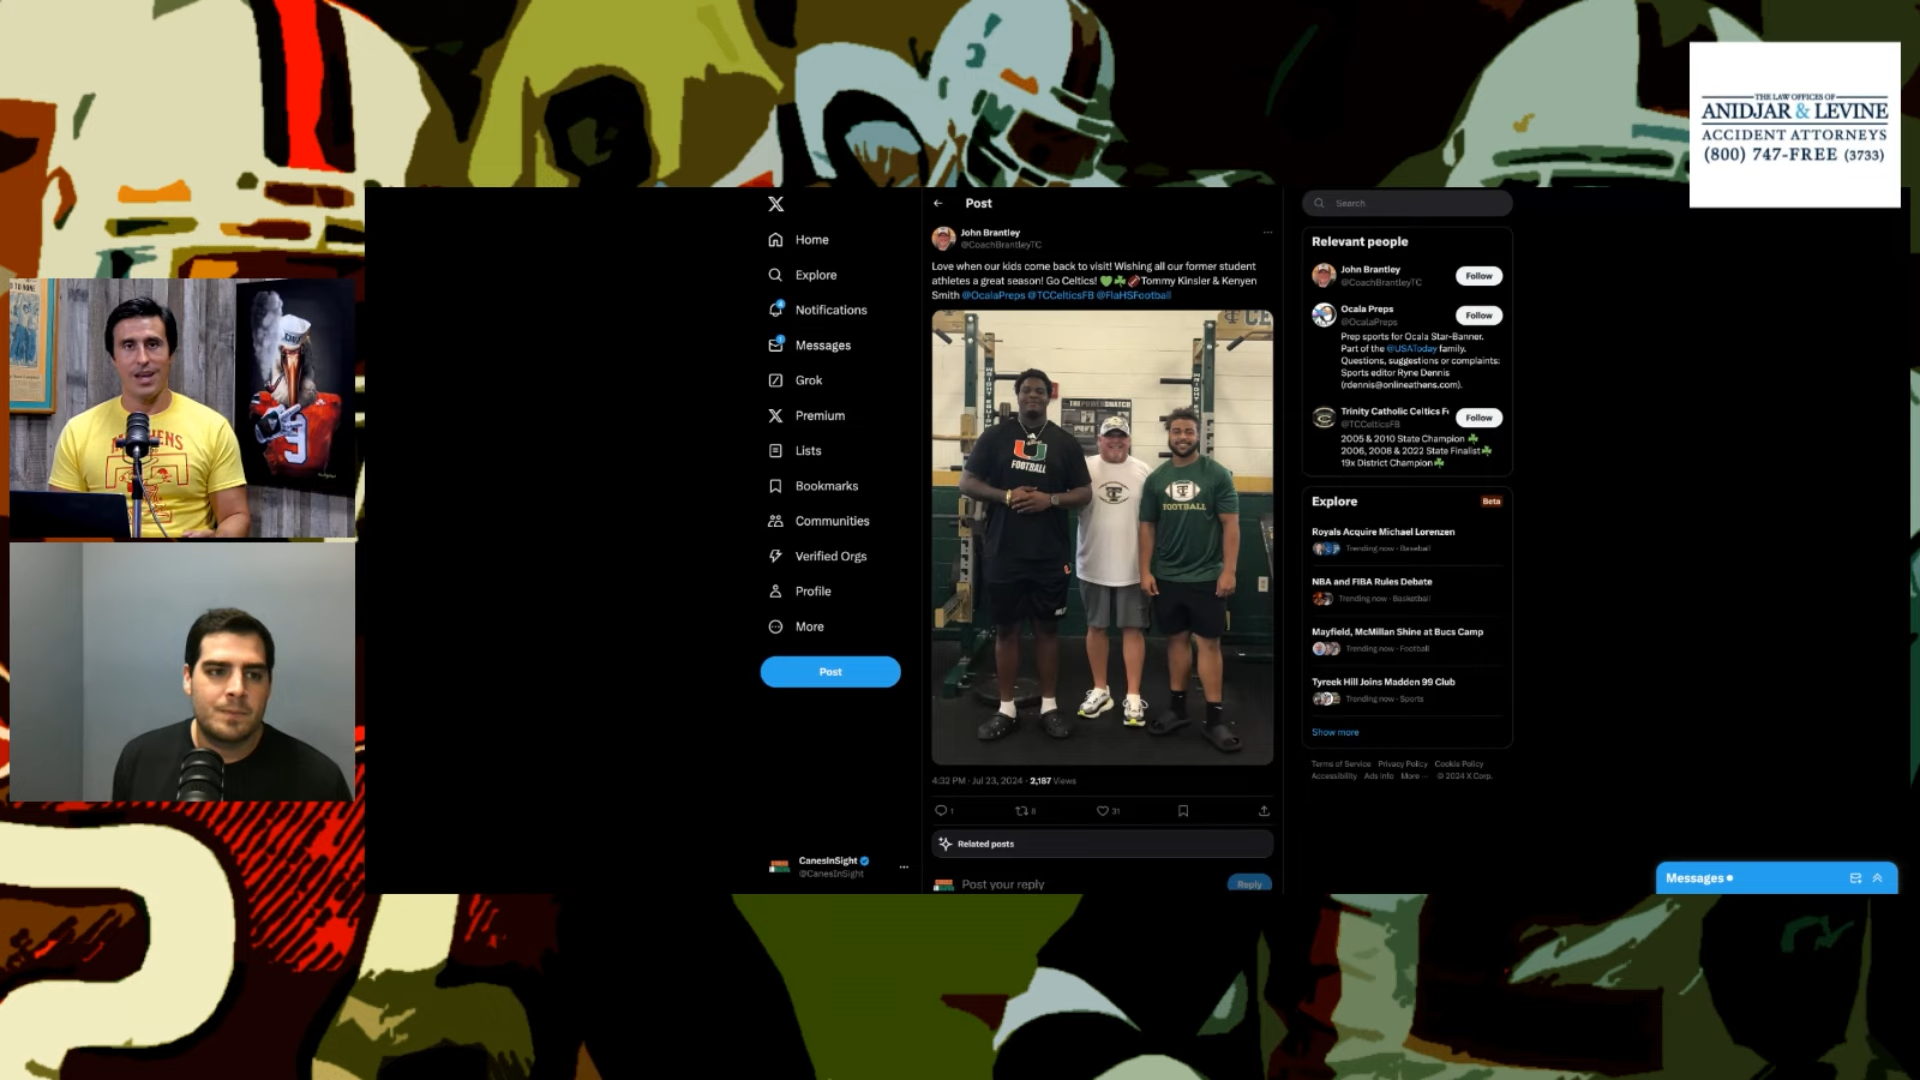 THE LAW OFFICES OF
ANIDJAR & LEVINE
ACCIDENT ATTORNEYS
(800) 747-FREE (3733)
Home
Explore
Notifications
Messages
Grok
Premium
Lists
Bookmarks
Communities
Verified Orgs
Profile
More
Post
CanesInSight
@CanesInSight
Post
John Brantley
@CoachBrantleyTC
Love when our kids come back to visit! Wishing all our former student
athletes a great season! Go Celtics! 💚☘️🏈Tommy Kinsler & Kenyen
Smith @OcalaPreps @TCCelticsFB @FlaHSFootball
FOOTBALL
FOOTBALL
4:32 PM · Jul 23, 2024 · 2,187 Views
1
8
31
Related posts
Post your reply
Reply
Search
Relevant people
John Brantley
@CoachBrantleyTC
Follow
Ocala Preps
@OcalaPreps
Follow
Prep sports for Ocala Star-Banner.
Part of the @USAToday family.
Questions, suggestions or complaints:
Sports editor Ryne Dennis
(rdennis@onlineathens.com).
Trinity Catholic Celtics F
@TCCelticsFB
Follow
2005 & 2010 State Champion ☘️
2006, 2008 & 2022 State Finalist☘️
19x District Champion☘️
Explore
Beta
Royals Acquire Michael Lorenzen
Trending now · Baseball
NBA and FIBA Rules Debate
Trending now · Basketball
Mayfield, McMillan Shine at Bucs Camp
Trending now · Football
Tyreek Hill Joins Madden 99 Club
Trending now · Sports
Show more
Terms of Service Privacy Policy Cookie Policy
Accessibility Ads info More ··· © 2024 X Corp.
Messages